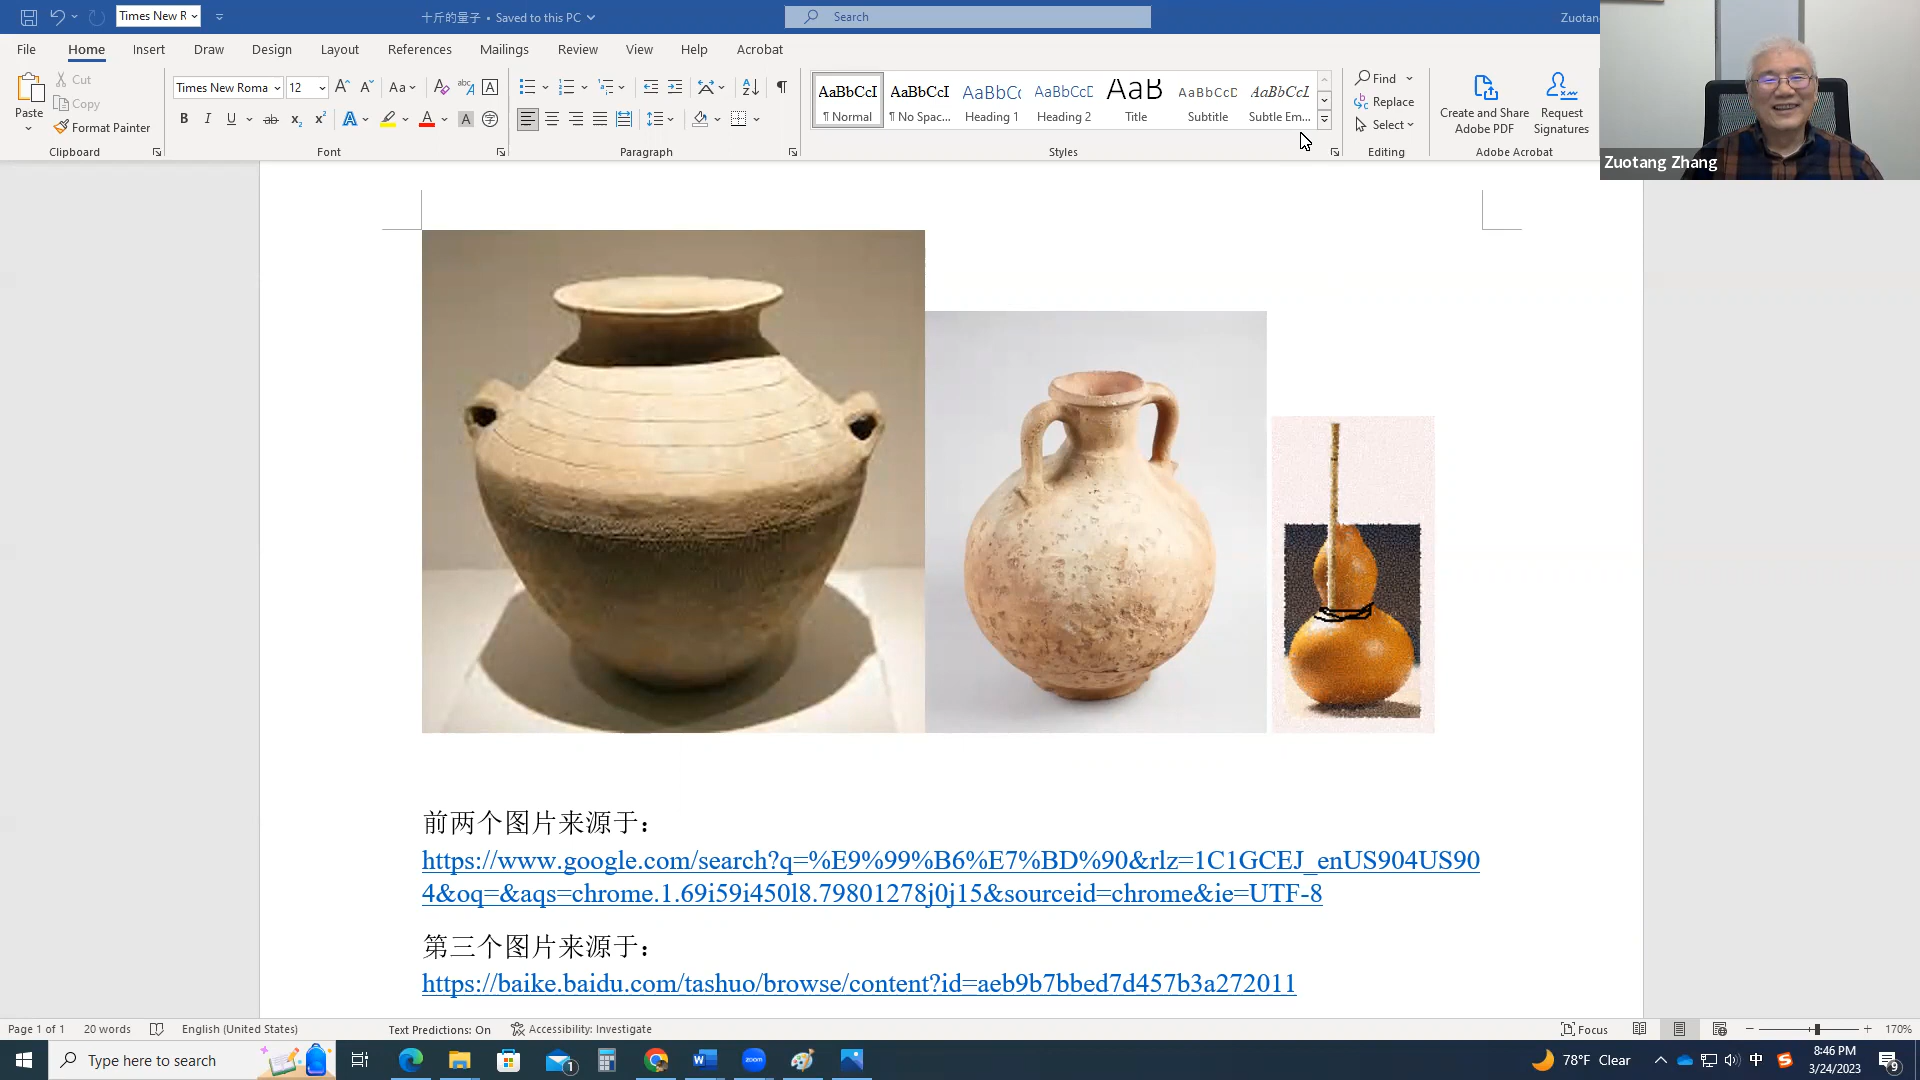 Times New R
十斤的量子 • Saved to this PC
Search
Zuotan
File Home Insert Draw Design Layout References Mailings Review View Help Acrobat
Paste
Cut
Copy
Format Painter
Clipboard
Times New Roma 12
Font
Paragraph
AaBbCcI AaBbCcI AaBbCc AaBbCcD AaB AaBbCcD AaBbCcI
¶ Normal ¶ No Spac... Heading 1 Heading 2 Title Subtitle Subtle Em...
Styles
Find
Replace
Select
Editing
Create and Share Adobe PDF
Request Signatures
Adobe Acrobat
Zuotang Zhang
前两个图片来源于：
https://www.google.com/search?q=%E9%99%B6%E7%BD%90&rlz=1C1GCEJ_enUS904US90
4&oq=&aqs=chrome.1.69i59i450l8.79801278j0j15&sourceid=chrome&ie=UTF-8
第三个图片来源于：
https://baike.baidu.com/tashuo/browse/content?id=aeb9b7bbed7d457b3a272011
Page 1 of 1 20 words English (United States) Text Predictions: On Accessibility: Investigate Focus 170%
Type here to search
78°F Clear
中
8:46 PM
3/24/2023